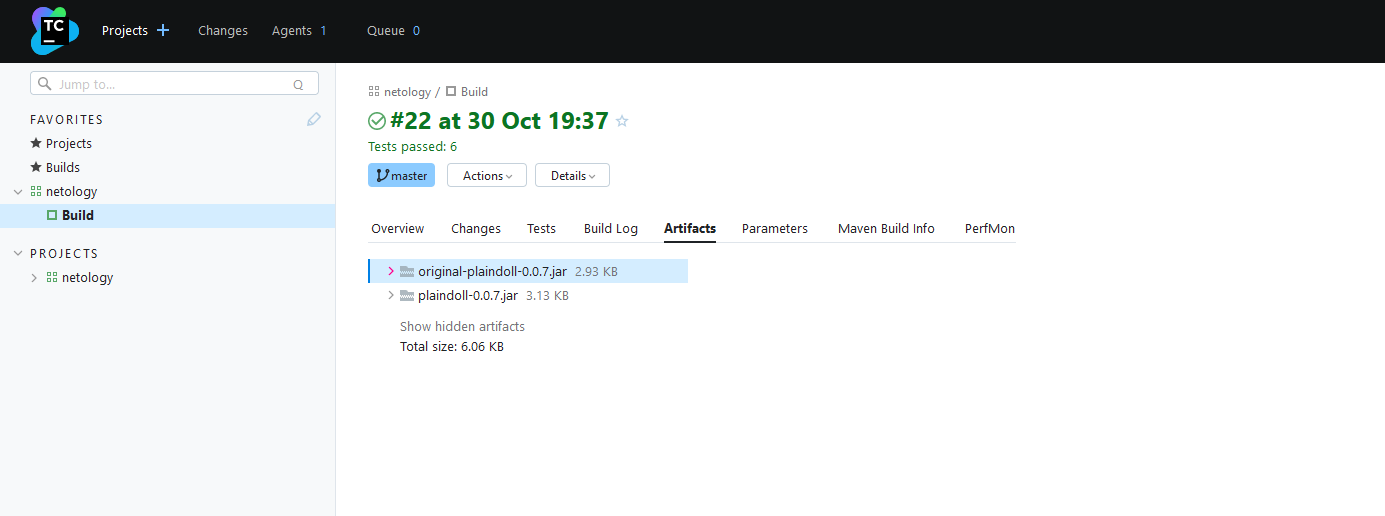 TC
Projects Changes Agents 1 Queue 0
Jump to... Q
FAVORITES
Projects
Builds
netology
Build
PROJECTS
netology
netology / Build
#22 at 30 Oct 19:37
Tests passed: 6
master Actions Details
Overview Changes Tests Build Log Artifacts Parameters Maven Build Info PerfMon
original-plaindoll-0.0.7.jar 2.93 KB
plaindoll-0.0.7.jar 3.13 KB
Show hidden artifacts
Total size: 6.06 KB